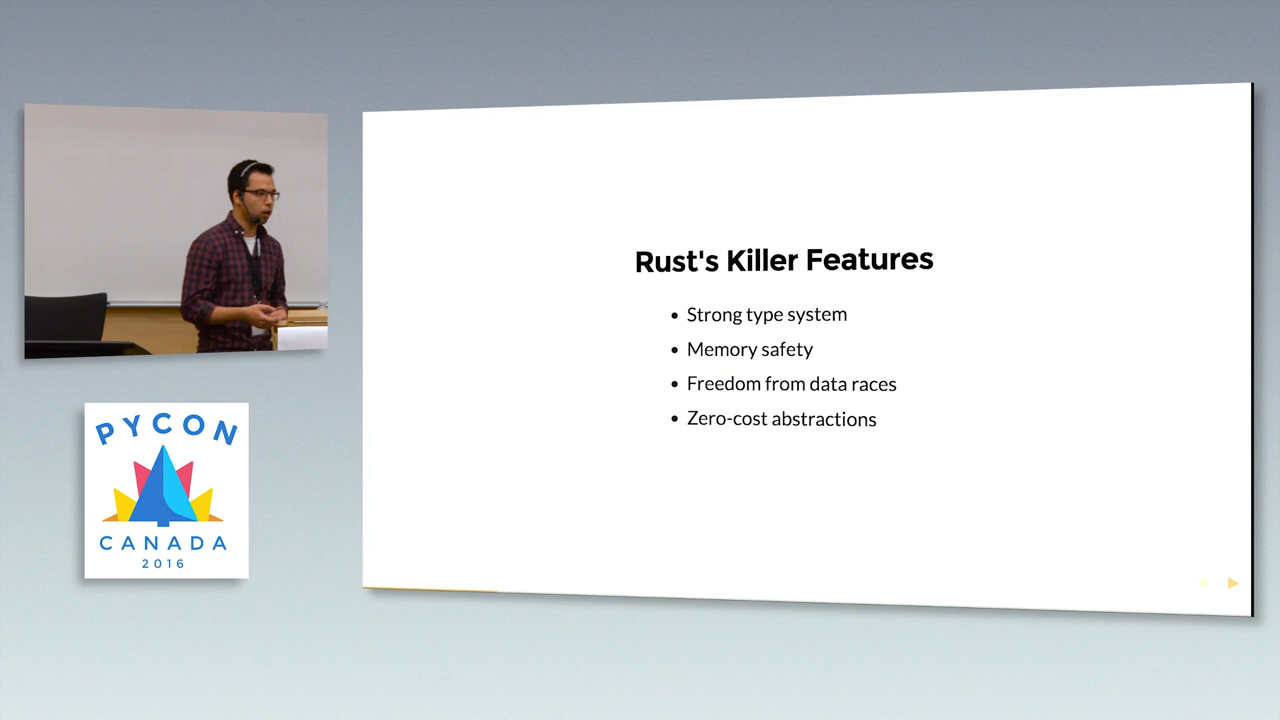 Rust's Killer Features
• Strong type system
• Memory safety
• Freedom from data races
• Zero-cost abstractions
PYCON
CANADA
2016